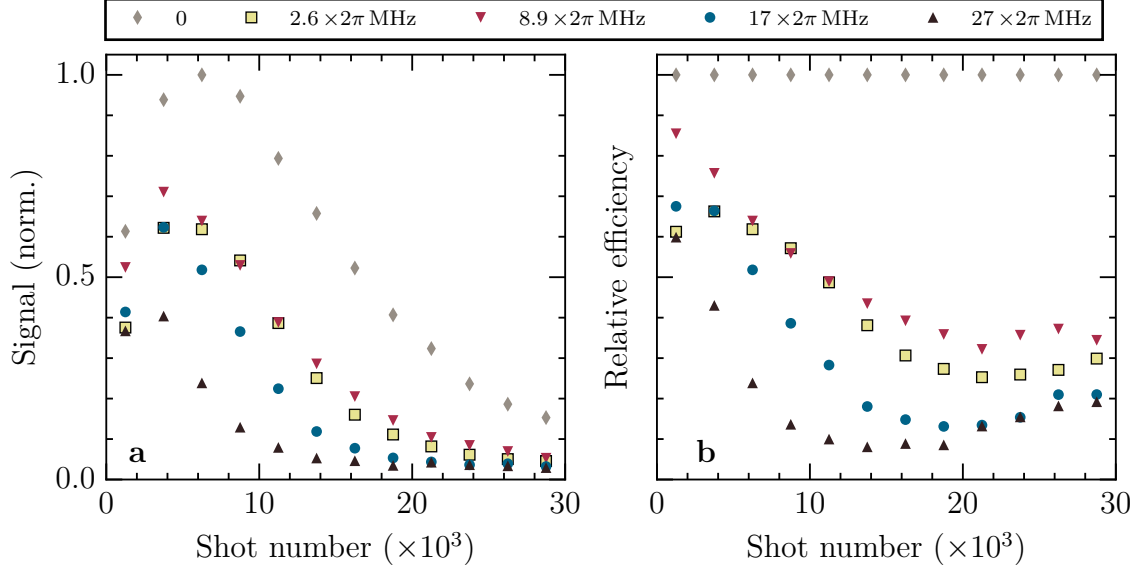 0 2.6 × 2π MHz 8.9 × 2π MHz 17 × 2π MHz 27 × 2π MHz
1.0
0.5
0.0
Signal (norm.)
a
0 10 20 30
Shot number (×10³)
Relative efficiency
b
0 10 20 30
Shot number (×10³)